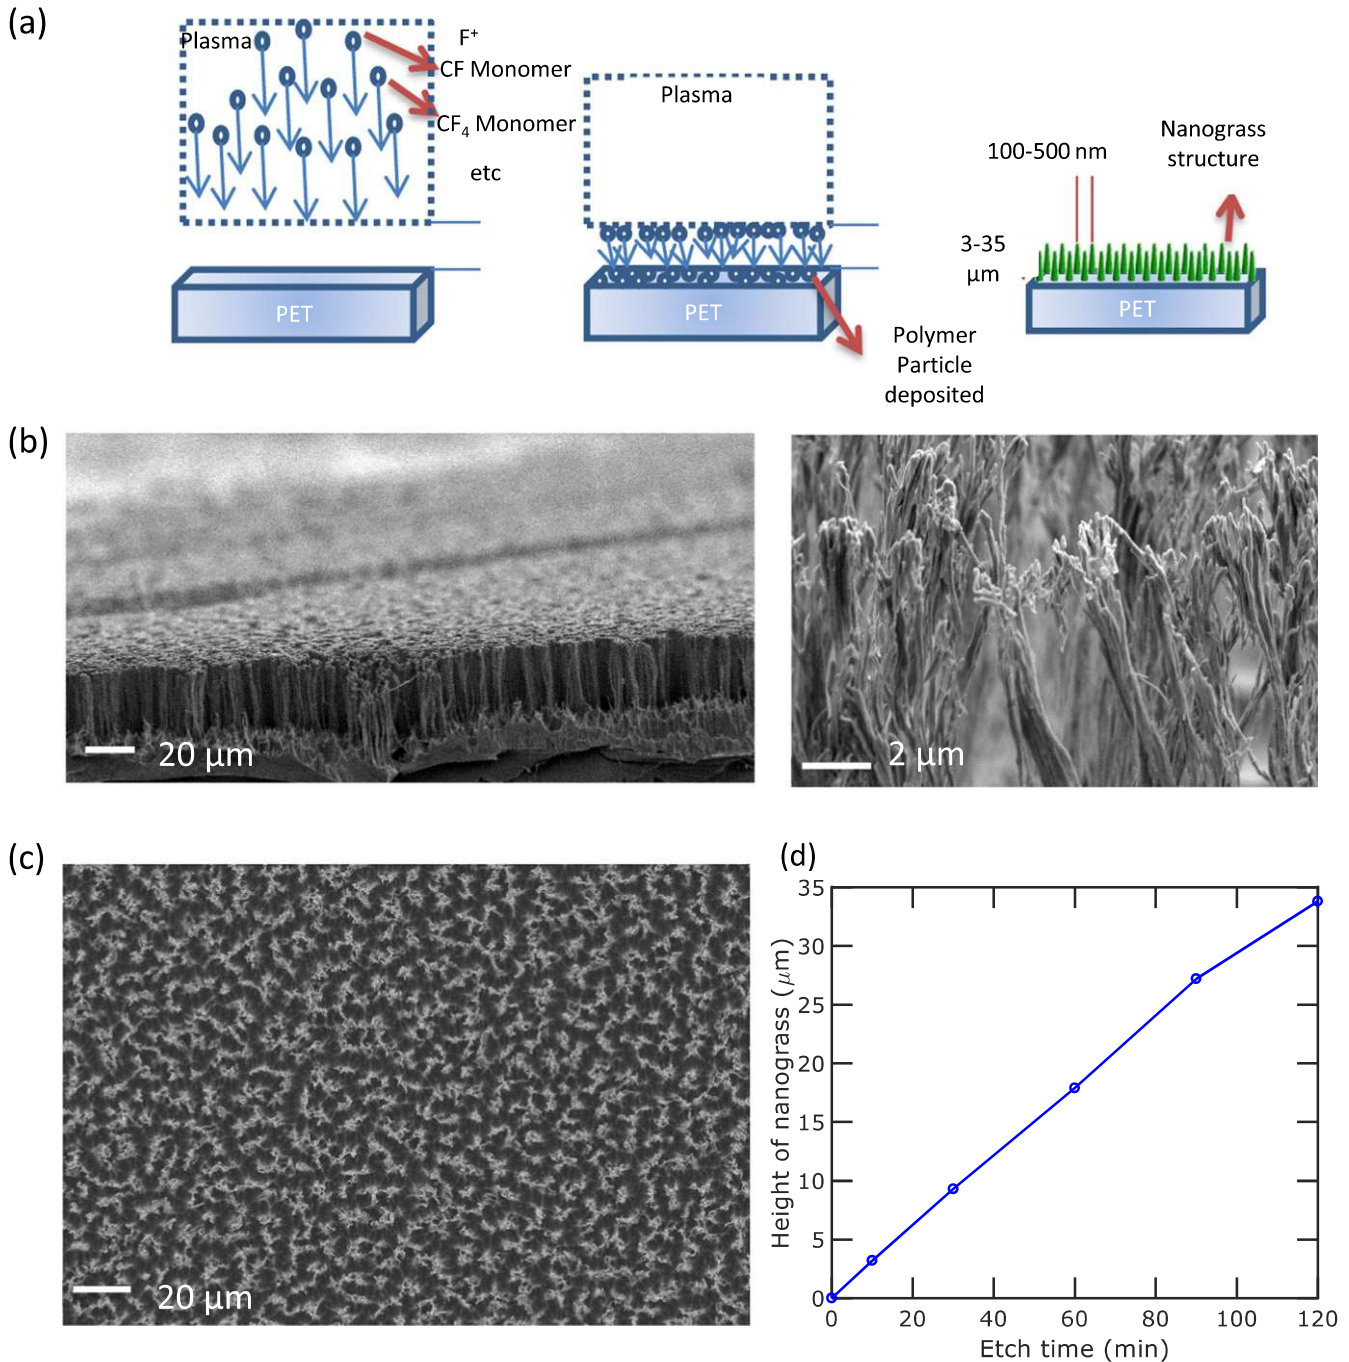 (a)
Plasma
F⁺
CF Monomer
CF₄ Monomer
etc
PET
Plasma
PET
Polymer
Particle
deposited
100-500 nm
Nanograss
structure
3-35
μm
PET
(b)
20 μm
2 μm
(c)
20 μm
(d)
Height of nanograss (μm)
35
30
25
20
15
10
5
0
0 20 40 60 80 100 120
Etch time (min)